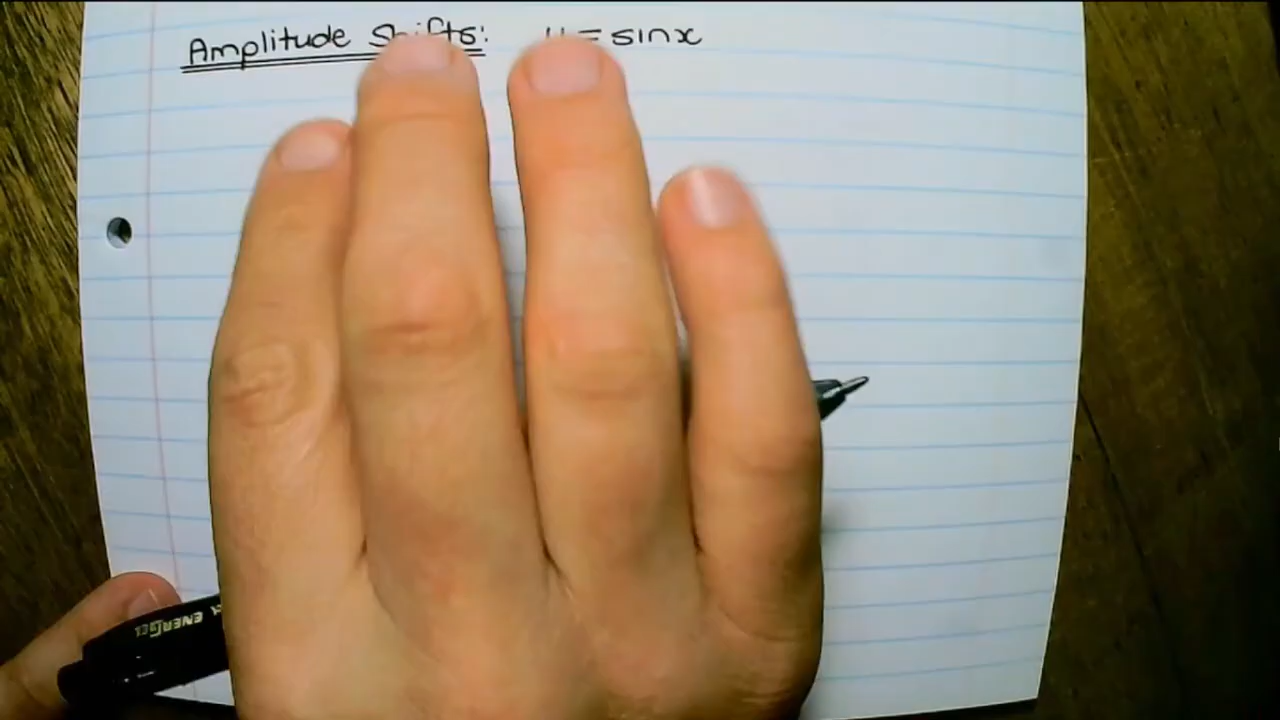 Amplitude Shifts: y = sinx
ENERGEL